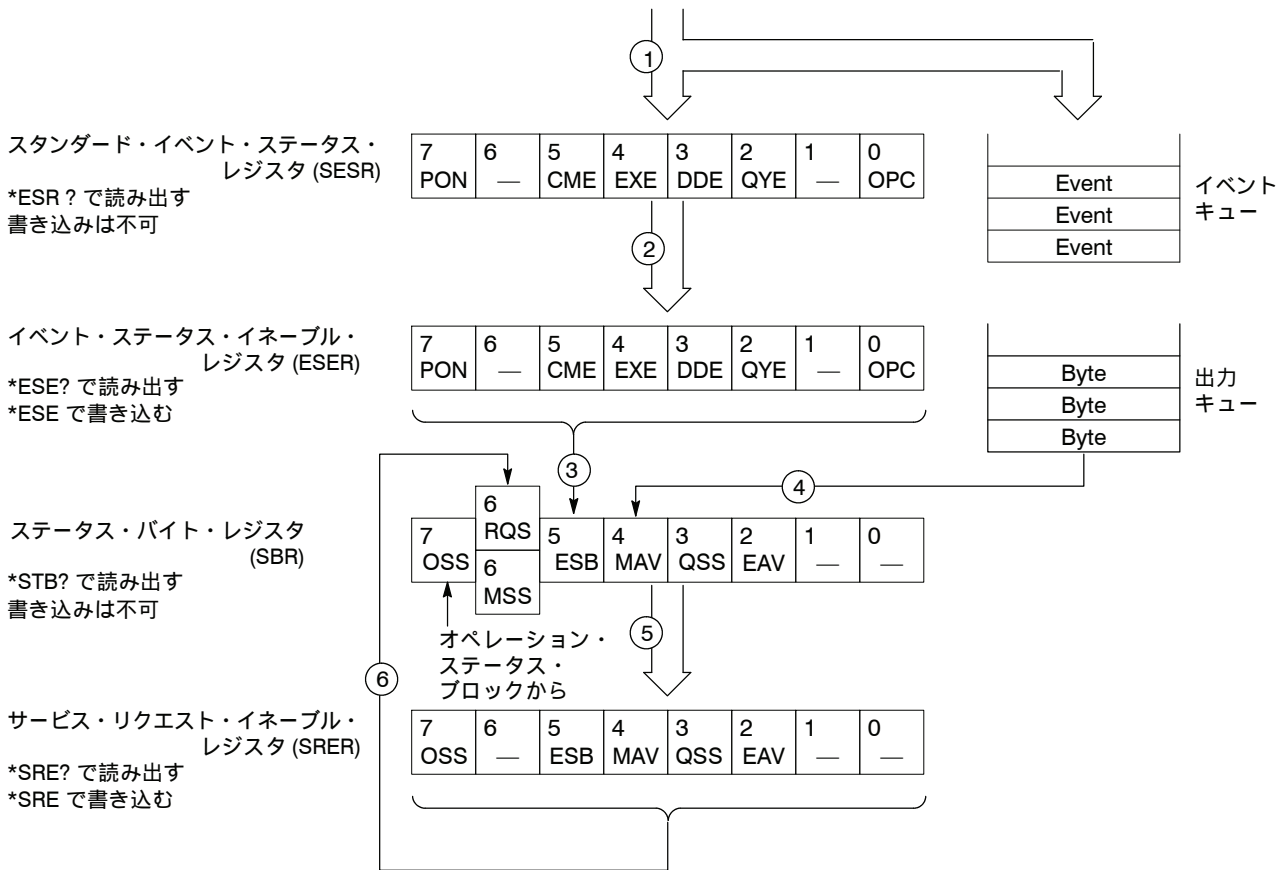 ①
スタンダード・イベント・ステータス・
レジスタ (SESR)
*ESR ? で読み出す
書き込みは不可
7 6 5 4 3 2 1 0
PON — CME EXE DDE QYE — OPC
Event
Event
Event
イベント
キュー
②
イベント・ステータス・イネーブル・
レジスタ (ESER)
*ESE? で読み出す
*ESE で書き込む
7 6 5 4 3 2 1 0
PON — CME EXE DDE QYE — OPC
Byte
Byte
Byte
出力
キュー
③
④
ステータス・バイト・レジスタ
(SBR)
*STB? で読み出す
書き込みは不可
6
RQS
7 5 4 3 2 1 0
OSS ESB MAV QSS EAV — —
6
MSS
オペレーション・
ステータス・
ブロックから
⑤
⑥
サービス・リクエスト・イネーブル・
レジスタ (SRER)
*SRE? で読み出す
*SRE で書き込む
7 6 5 4 3 2 1 0
OSS — ESB MAV QSS EAV — —